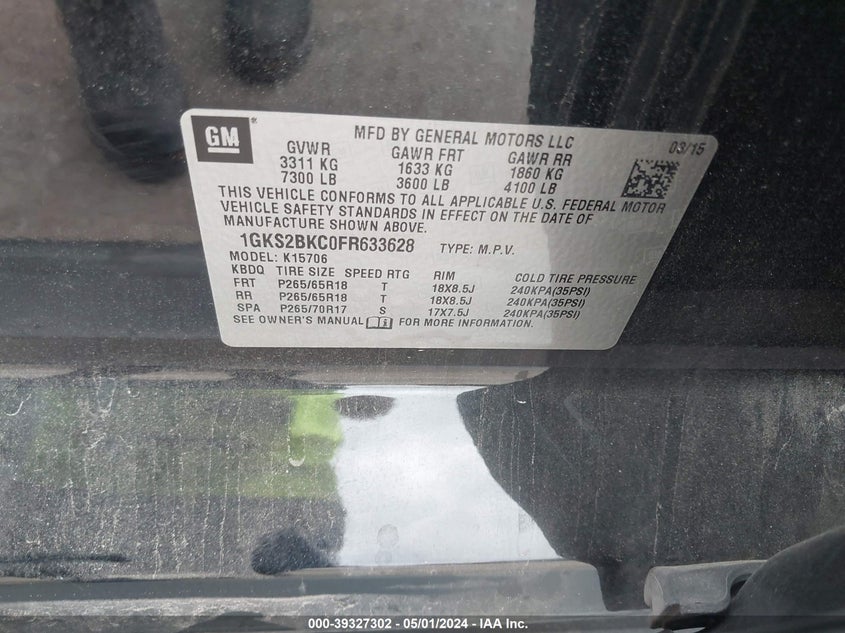 GM®
MFD BY GENERAL MOTORS LLC
03/15
GVWR GAWR FRT GAWR RR
3311 KG 1633 KG 1860 KG
7300 LB 3600 LB 4100 LB
THIS VEHICLE CONFORMS TO ALL APPLICABLE U.S. FEDERAL MOTOR
VEHICLE SAFETY STANDARDS IN EFFECT ON THE DATE OF
MANUFACTURE SHOWN ABOVE.
1GKS2BKC0FR633628 TYPE: M.P.V.
MODEL: K15706
KBDQ TIRE SIZE SPEED RTG RIM COLD TIRE PRESSURE
FRT P265/65R18 T 18X8.5J 240KPA(35PSI)
RR P265/65R18 T 18X8.5J 240KPA(35PSI)
SPA P265/70R17 S 17X7.5J 240KPA(35PSI)
SEE OWNER'S MANUAL FOR MORE INFORMATION.
000-39327302 - 05/01/2024 - IAA Inc.